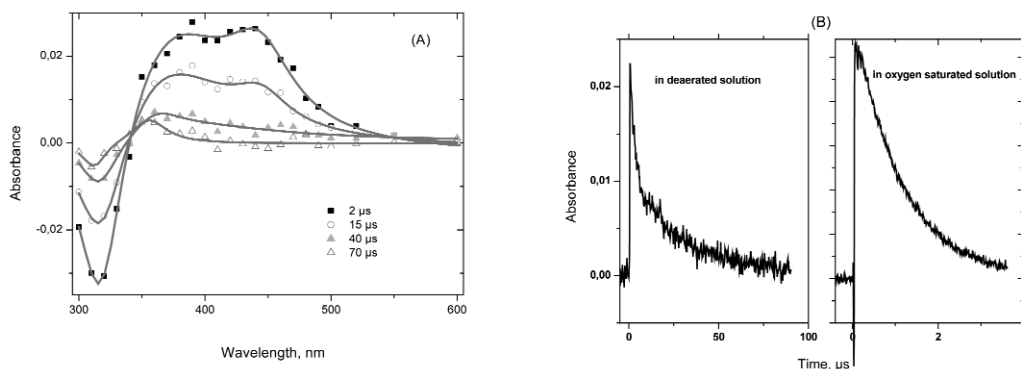 (A)
0,02
0,00
-0,02
Absorbance
2 µs
15 µs
40 µs
70 µs
300
400
500
600
Wavelength, nm
(B)
0,02
0,01
0,00
Absorbance
in deaerated solution
in oxygen saturated solution
0
50
100
0
2
Time, µs